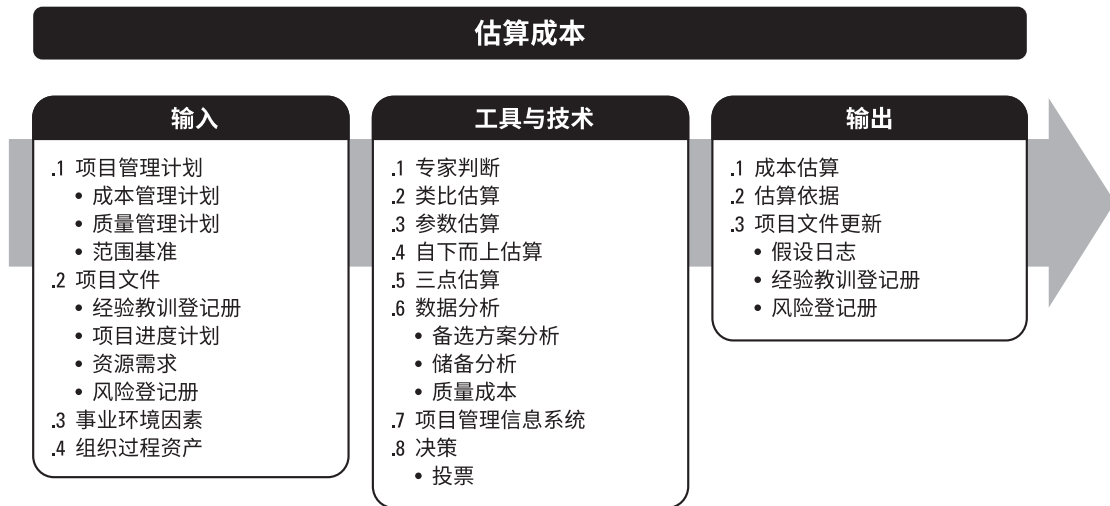 估算成本
输入
.1 项目管理计划
• 成本管理计划
• 质量管理计划
• 范围基准
.2 项目文件
• 经验教训登记册
• 项目进度计划
• 资源需求
• 风险登记册
.3 事业环境因素
.4 组织过程资产
工具与技术
.1 专家判断
.2 类比估算
.3 参数估算
.4 自下而上估算
.5 三点估算
.6 数据分析
• 备选方案分析
• 储备分析
• 质量成本
.7 项目管理信息系统
.8 决策
• 投票
输出
.1 成本估算
.2 估算依据
.3 项目文件更新
• 假设日志
• 经验教训登记册
• 风险登记册